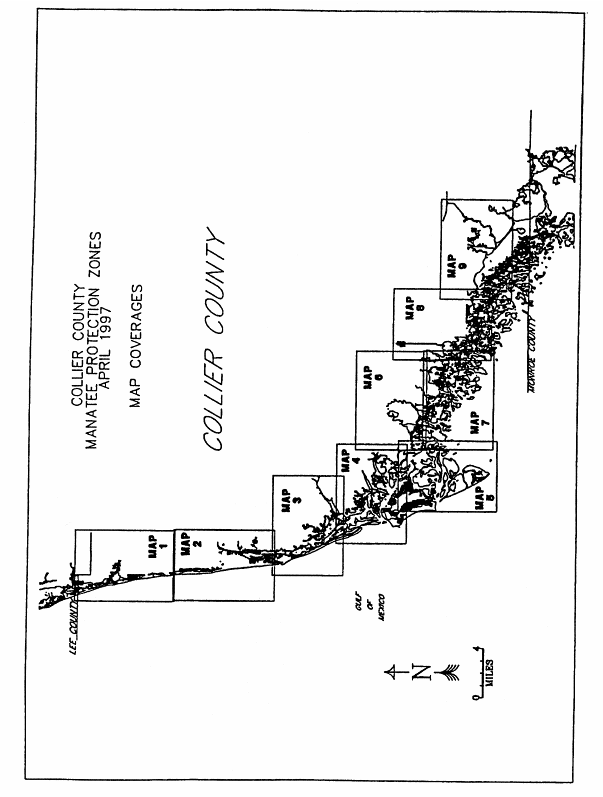 COLLIER COUNTY
MANATEE PROTECTION ZONES
APRIL 1997
MAP COVERAGES
COLLIER COUNTY
LEE COUNTY
MAP
1
MAP
2
MAP
3
MAP
4
MAP
5
MAP
6
MAP
7
MAP
8
MAP
9
MONROE COUNTY
GULF
OF
MEXICO
N
0 4
MILES